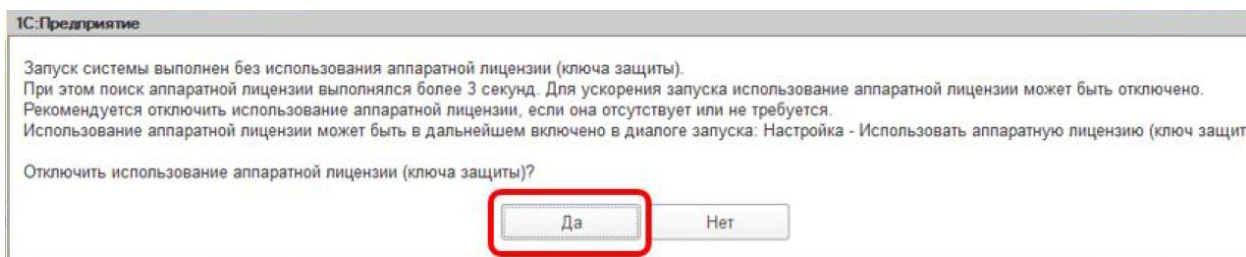 1С:Предприятие
Запуск системы выполнен без использования аппаратной лицензии (ключа защиты).
При этом поиск аппаратной лицензии выполнялся более 3 секунд. Для ускорения запуска использование аппаратной лицензии может быть отключено.
Рекомендуется отключить использование аппаратной лицензии, если она отсутствует или не требуется.
Использование аппаратной лицензии может быть в дальнейшем включено в диалоге запуска: Настройка - Использовать аппаратную лицензию (ключ защит
Отключить использование аппаратной лицензии (ключа защиты)?
Да Нет